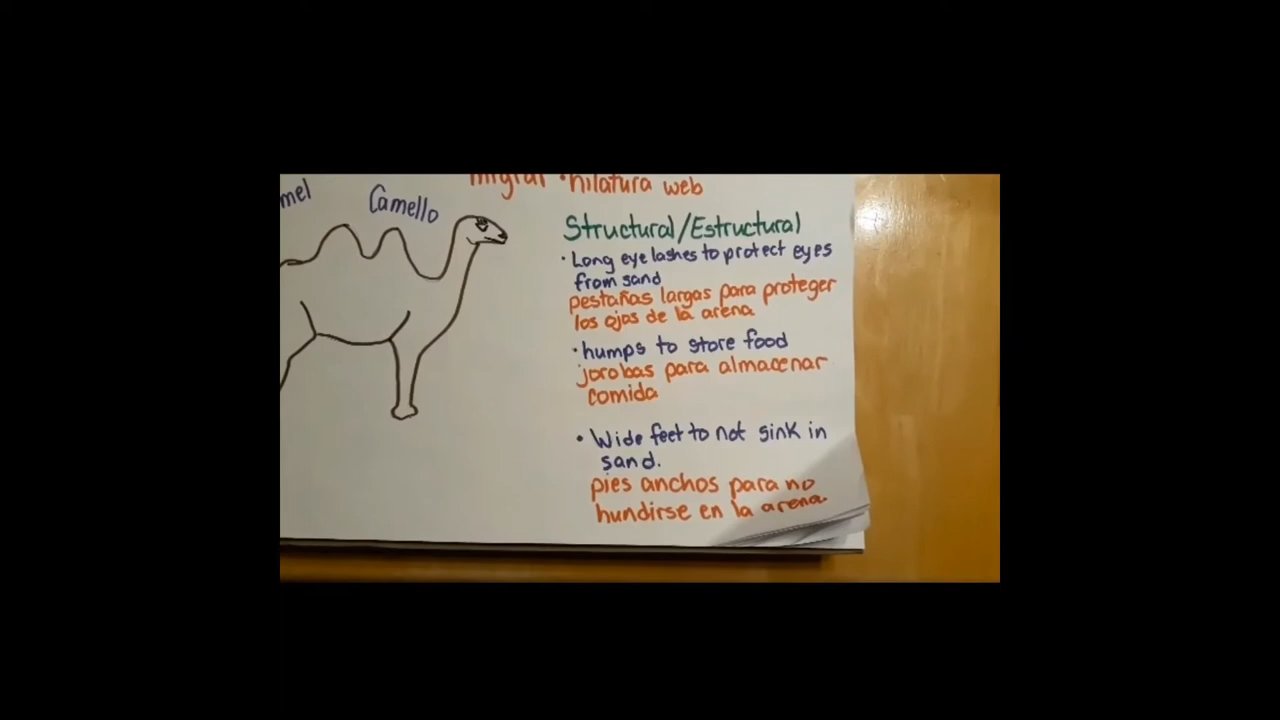 migrar • hilatura web
mel Camello
Structural/Estructural
• Long eye lashes to protect eyes
from sand
pestañas largas para proteger
los ojos de la arena
• humps to store food
jorobas para almacenar
comida
• Wide feet to not sink in
sand.
pies anchos para no
hundirse en la arena.